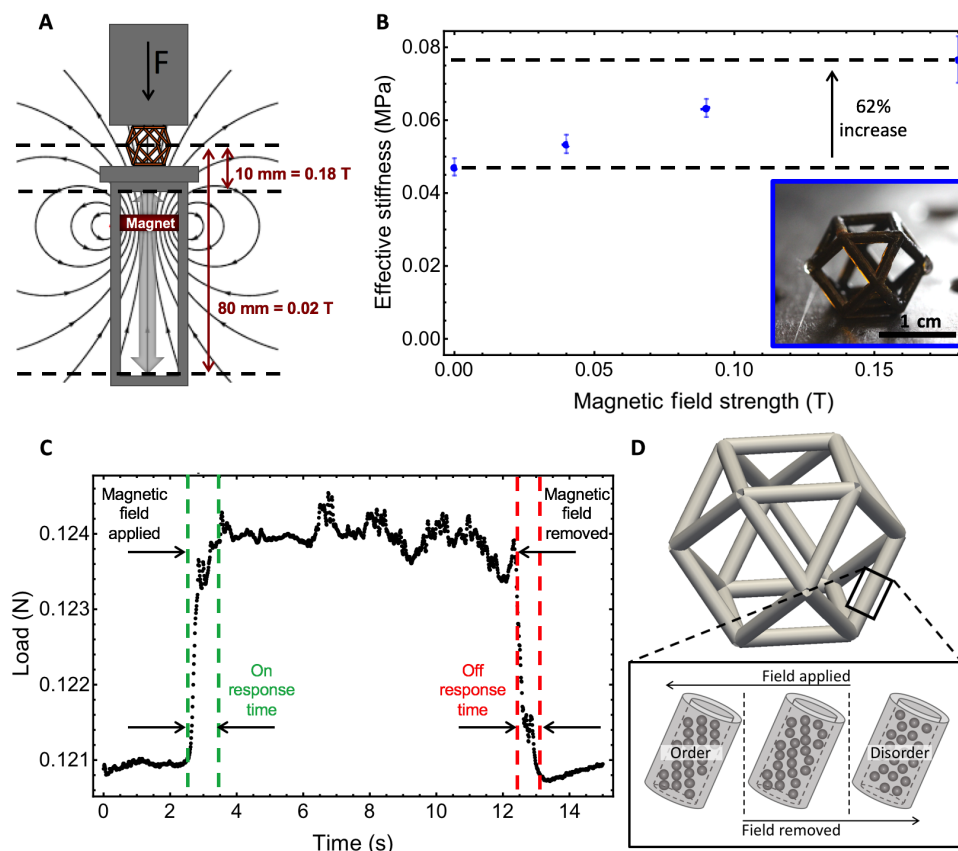 A
F
10 mm = 0.18 T
Magnet
80 mm = 0.02 T
B
Effective stiffness (MPa)
0.08
0.06
0.04
0.02
0.00
62%
increase
1 cm
0.00
0.05
0.10
0.15
Magnetic field strength (T)
C
Load (N)
0.124
0.123
0.122
0.121
Magnetic
field
applied
Magnetic
field
removed
On
response
time
Off
response
time
0
2
4
6
8
10
12
14
Time (s)
D
Field applied
Order
Disorder
Field removed